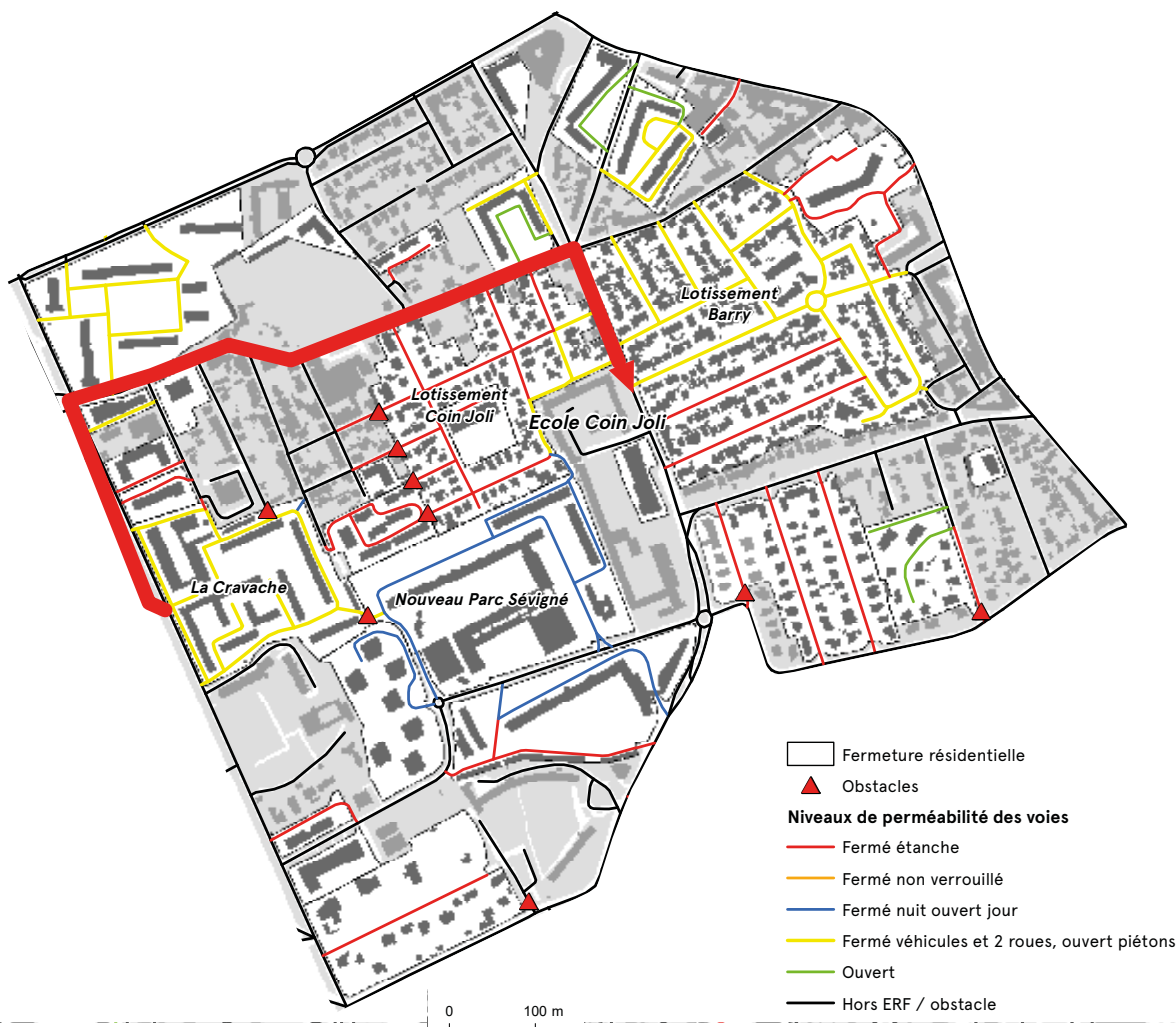 Lotissement
Barry
Lotissement
Coin Joli
Ecole Coin Joli
La Cravache
Nouveau Parc Sévigné
Fermeture résidentielle
Obstacles
Niveaux de perméabilité des voies
Fermé étanche
Fermé non verrouillé
Fermé nuit ouvert jour
Fermé véhicules et 2 roues, ouvert piétons
Ouvert
Hors ERF / obstacle
0 100 m